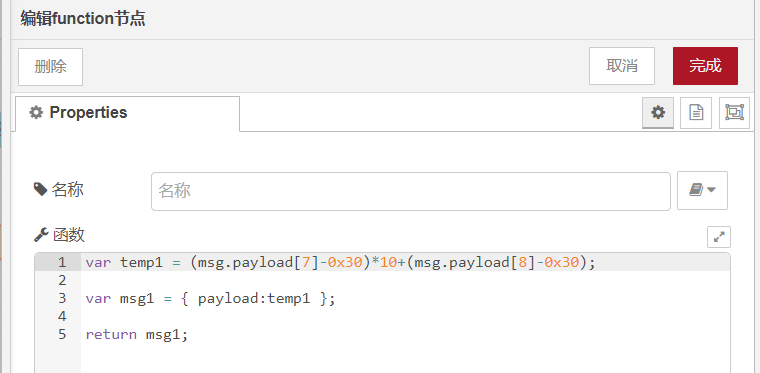 编辑function节点
删除
取消
完成
Properties
名称
名称
函数
1 var temp1 = (msg.payload[7]-0x30)*10+(msg.payload[8]-0x30);
2
3 var msg1 = { payload:temp1 };
4
5 return msg1;